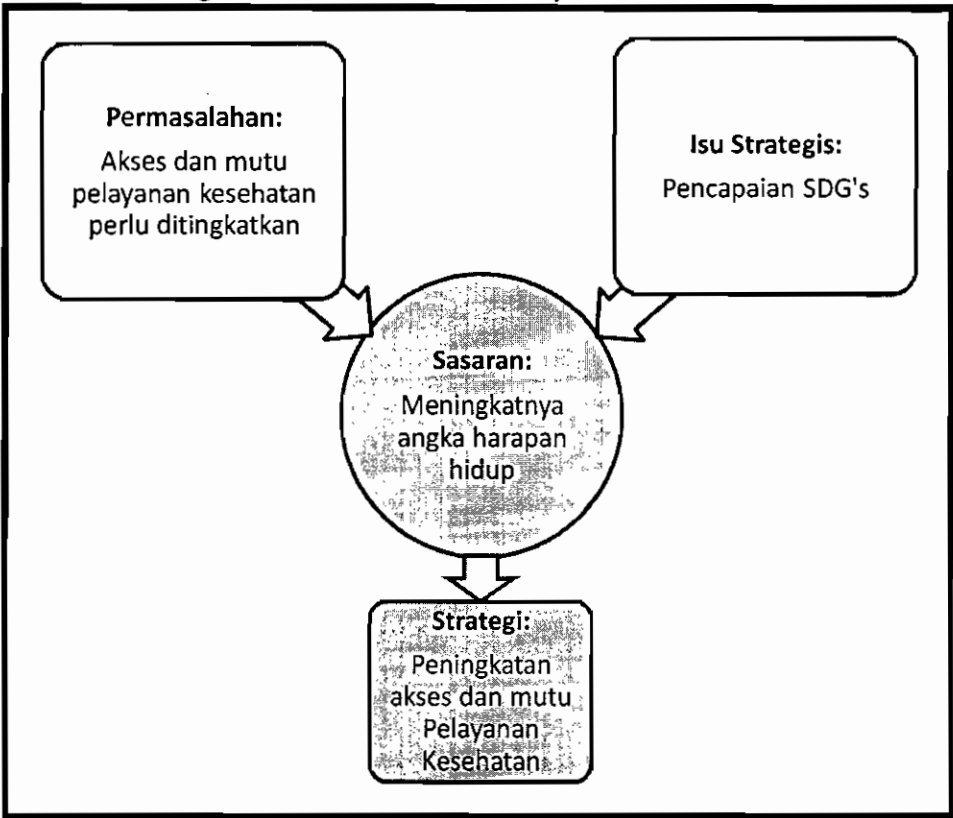 Permasalahan:
Akses dan mutu
pelayanan kesehatan
perlu ditingkatkan
Isu Strategis:
Pencapaian SDG's
Sasaran:
Meningkatnya
angka harapan
hidup
Strategi:
Peningkatan
akses dan mutu
Pelayanan
Kesehatan